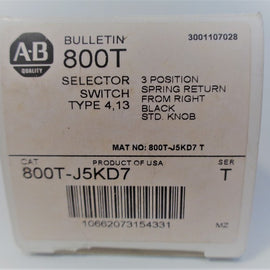 A-B
QUALITY
BULLETIN
800T
3001107028
SELECTOR
SWITCH
TYPE 4,13
3 POSITION
SPRING RETURN
FROM RIGHT
BLACK
STD. KNOB
MAT NO: 800T-J5KD7 T
CAT
PRODUCT OF USA
SER
800T-J5KD7
T
10662073154331
MZ